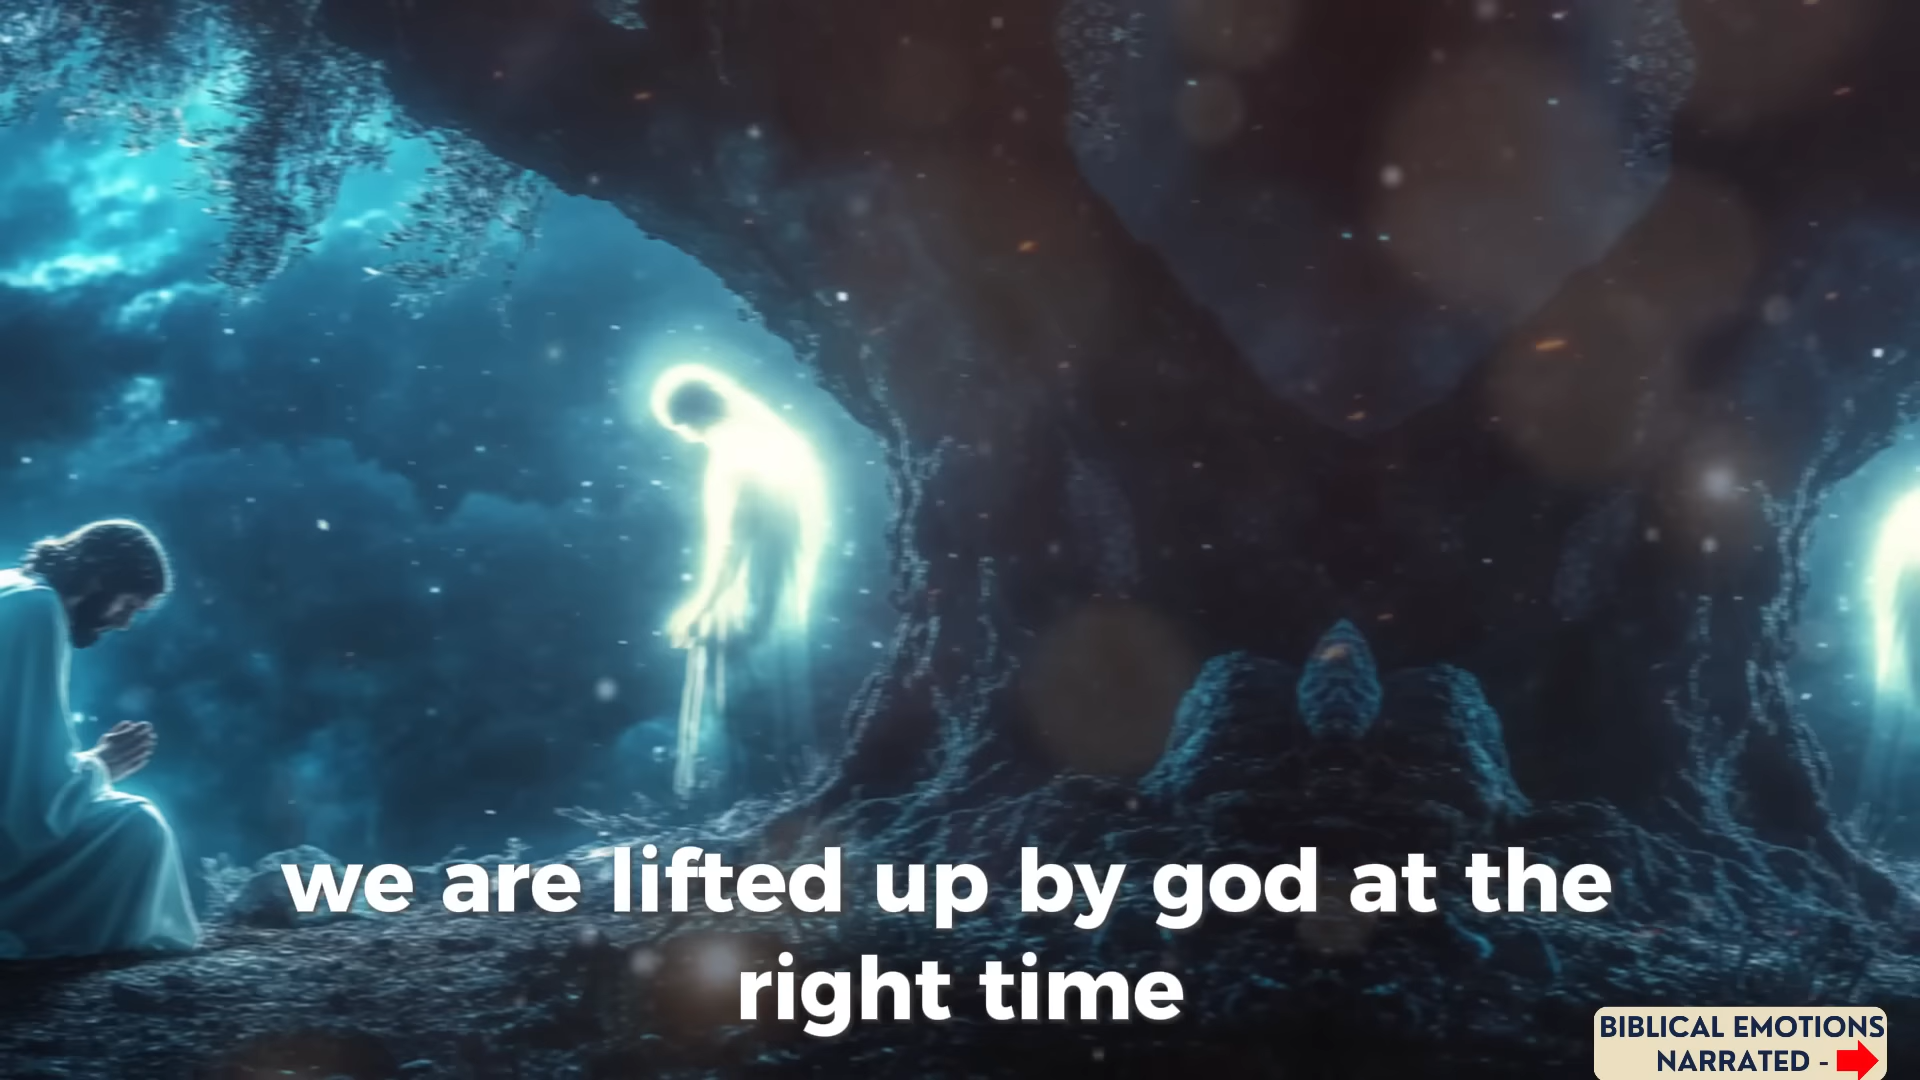 we are lifted up by god at the
right time
BIBLICAL EMOTIONS
NARRATED -